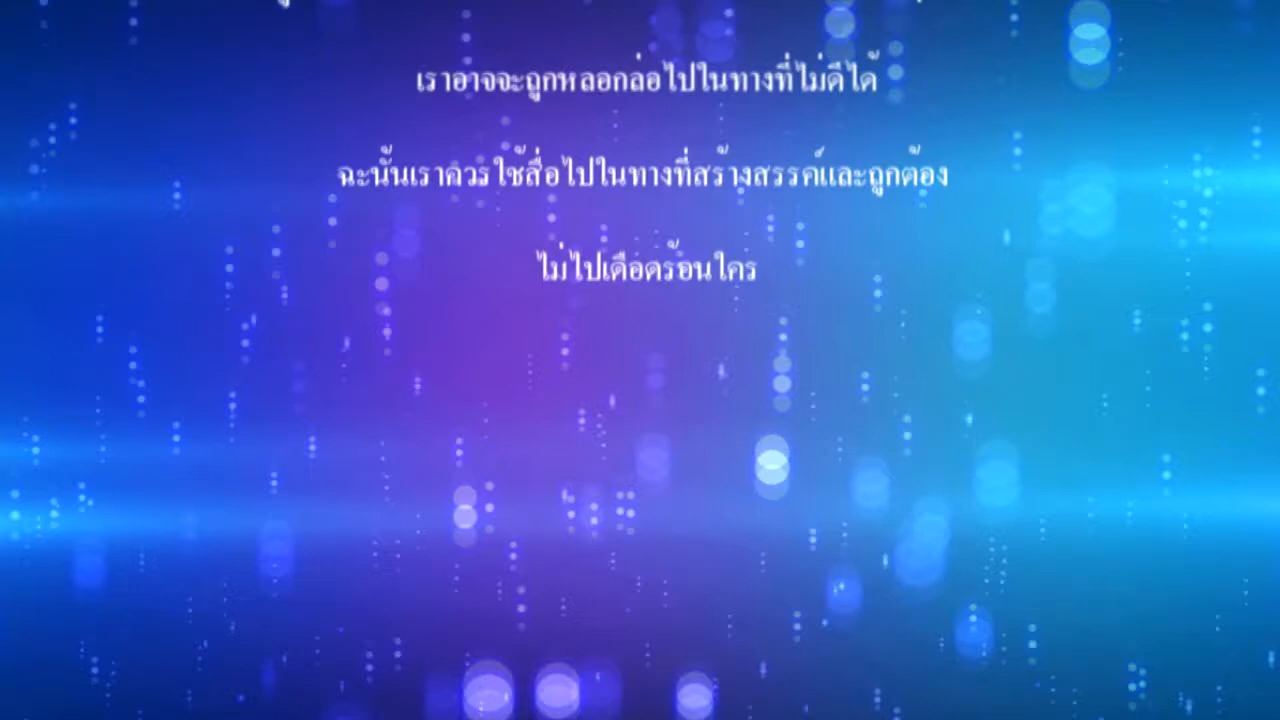 เราอาจจะถูกหลอกล่อไปในทางที่ไม่ดีได้
ฉะนั้นเราควรใช้สื่อไปในทางที่สร้างสรรค์และถูกต้อง
ไม่ไปเดือดร้อนใคร